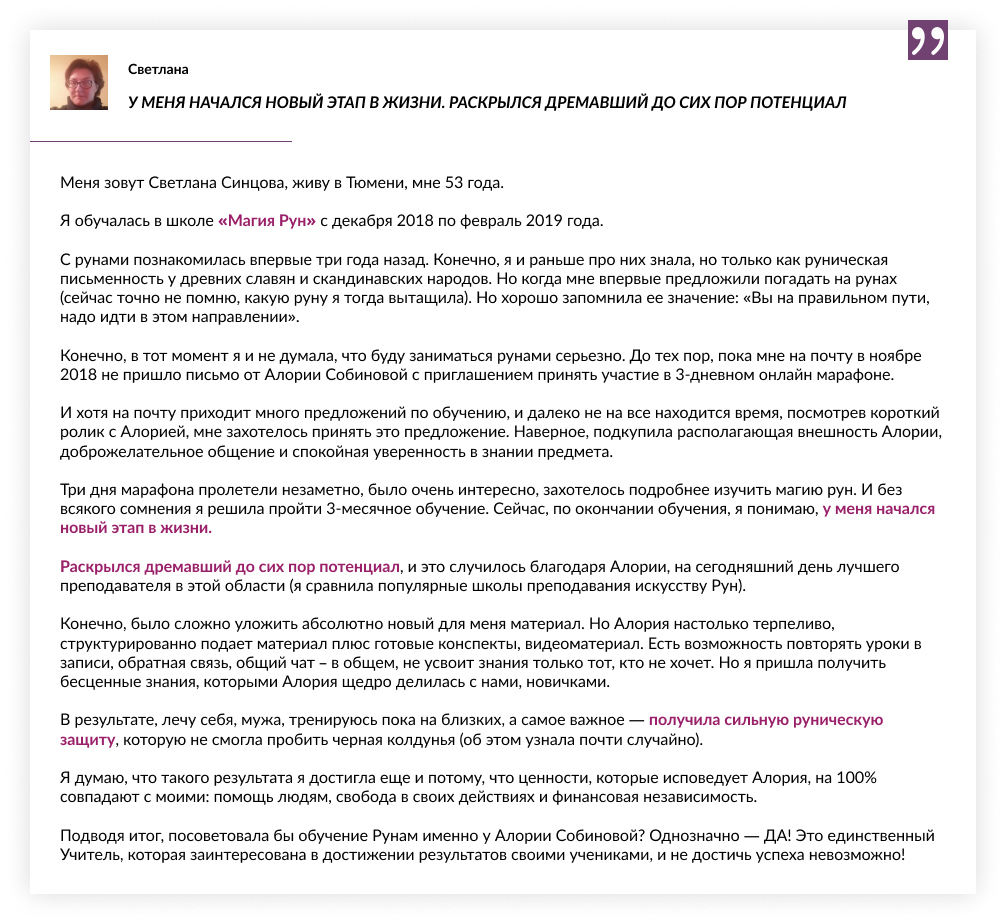 ”
Светлана
У МЕНЯ НАЧАЛСЯ НОВЫЙ ЭТАП В ЖИЗНИ. РАСКРЫЛСЯ ДРЕМАВШИЙ ДО СИХ ПОР ПОТЕНЦИАЛ
Меня зовут Светлана Синцова, живу в Тюмени, мне 53 года.
Я обучалась в школе «Магия Рун» с декабря 2018 по февраль 2019 года.
С рунами познакомилась впервые три года назад. Конечно, я и раньше про них знала, но только как руническая
письменность у древних славян и скандинавских народов. Но когда мне впервые предложили погадать на рунах
(сейчас точно не помню, какую руну я тогда вытащила). Но хорошо запомнила ее значение: «Вы на правильном пути,
надо идти в этом направлении».
Конечно, в тот момент я и не думала, что буду заниматься рунами серьезно. До тех пор, пока мне на почту в ноябре
2018 не пришло письмо от Алории Собиновой с приглашением принять участие в 3-дневном онлайн марафоне.
И хотя на почту приходит много предложений по обучению, и далеко не на все находится время, посмотрев короткий
ролик с Алорией, мне захотелось принять это предложение. Наверное, подкупила располагающая внешность Алории,
доброжелательное общение и спокойная уверенность в знании предмета.
Три дня марафона пролетели незаметно, было очень интересно, захотелось подробнее изучить магию рун. И без
всякого сомнения я решила пройти 3-месячное обучение. Сейчас, по окончании обучения, я понимаю, у меня начался
новый этап в жизни.
Раскрылся дремавший до сих пор потенциал, и это случилось благодаря Алории, на сегодняшний день лучшего
преподавателя в этой области (я сравнила популярные школы преподавания искусству Рун).
Конечно, было сложно уложить абсолютно новый для меня материал. Но Алория настолько терпеливо,
структурированно подает материал плюс готовые конспекты, видеоматериал. Есть возможность повторять уроки в
записи, обратная связь, общий чат – в общем, не усвоит знания только тот, кто не хочет. Но я пришла получить
бесценные знания, которыми Алория щедро делилась с нами, новичками.
В результате, лечу себя, мужа, тренируюсь пока на близких, а самое важное — получила сильную руническую
защиту, которую не смогла пробить черная колдунья (об этом узнала почти случайно).
Я думаю, что такого результата я достигла еще и потому, что ценности, которые исповедует Алория, на 100%
совпадают с моими: помощь людям, свобода в своих действиях и финансовая независимость.
Подводя итог, посоветовала бы обучение Рунам именно у Алории Собиновой? Однозначно — ДА! Это единственный
Учитель, которая заинтересована в достижении результатов своими учениками, и не достичь успеха невозможно!